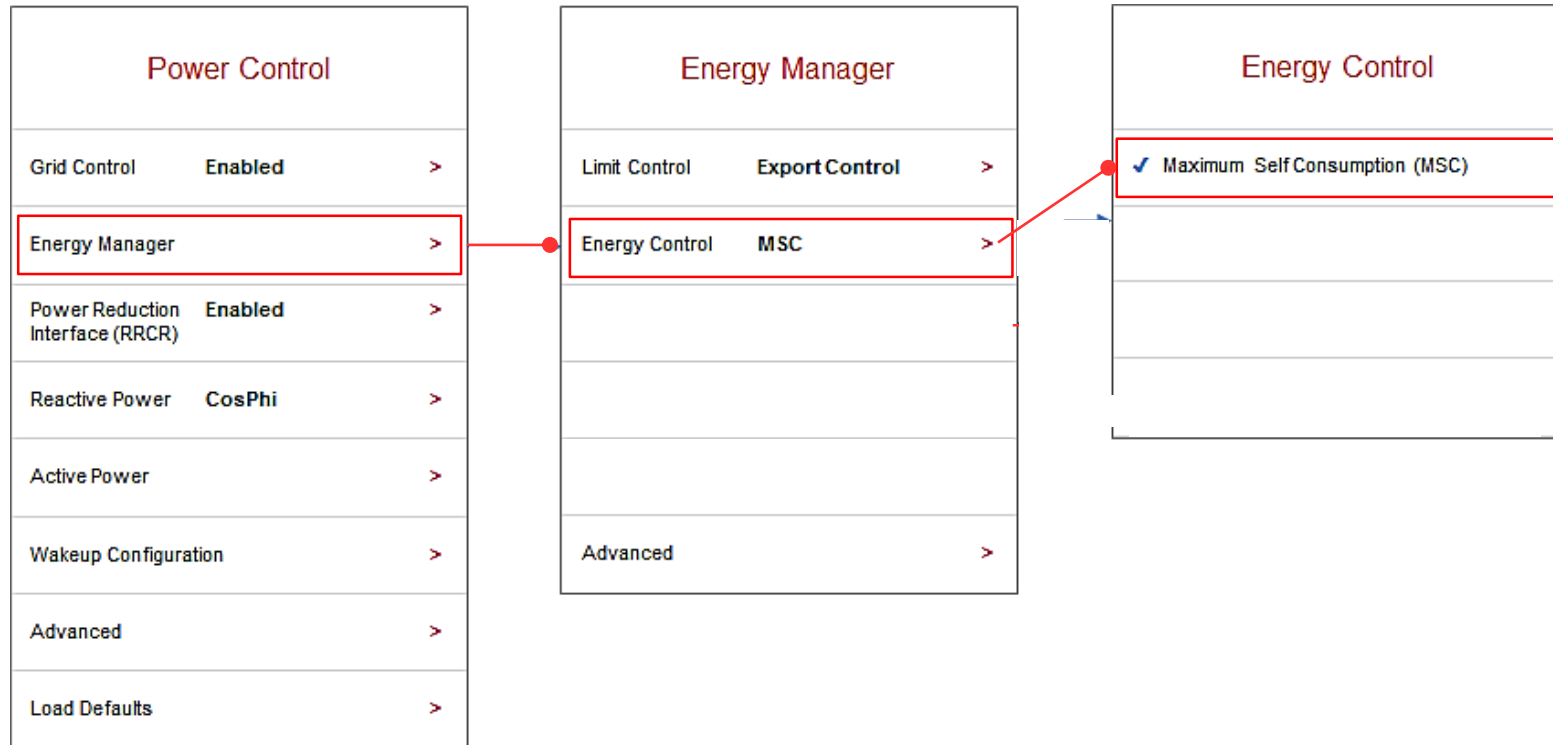 Power Control
Grid Control Enabled >
Energy Manager >
Power Reduction Enabled >
Interface (RRCR)
Reactive Power CosPhi >
Active Power >
Wakeup Configuration >
Advanced >
Load Defaults >
Energy Manager
Limit Control Export Control >
Energy Control MSC >
Advanced >
Energy Control
✓ Maximum Self Consumption (MSC)